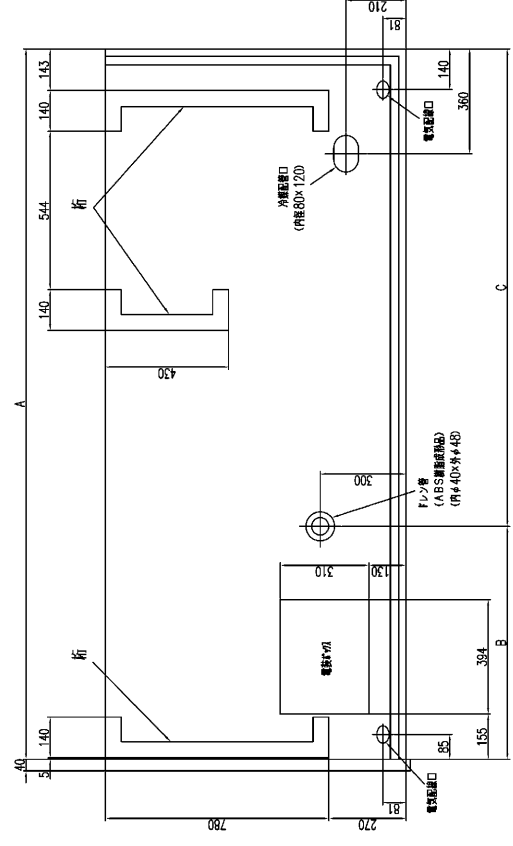 A
143
140
544
140
140
40
5
桁
桁
430
780
270
冷媒配管口
(内径80×120)
電気配線口
210
81
140
360
C
300
ドレン管
(ABS樹脂成形品)
(内φ40×外φ48)
310
130
電装ボックス
394
B
155
85
81
電気配線口